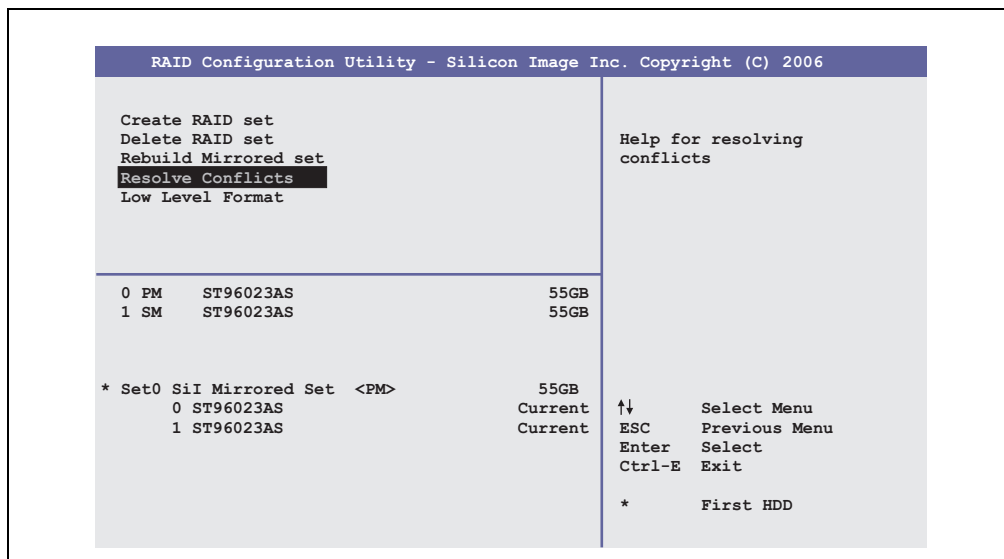 RAID Configuration Utility - Silicon Image Inc. Copyright (C) 2006
Create RAID set
Delete RAID set
Rebuild Mirrored set
Resolve Conflicts
Low Level Format
Help for resolving
conflicts
0 PM ST96023AS 55GB
1 SM ST96023AS 55GB
* Set0 SiI Mirrored Set <PM> 55GB
0 ST96023AS Current
1 ST96023AS Current
↑↓ Select Menu
ESC Previous Menu
Enter Select
Ctrl-E Exit
* First HDD